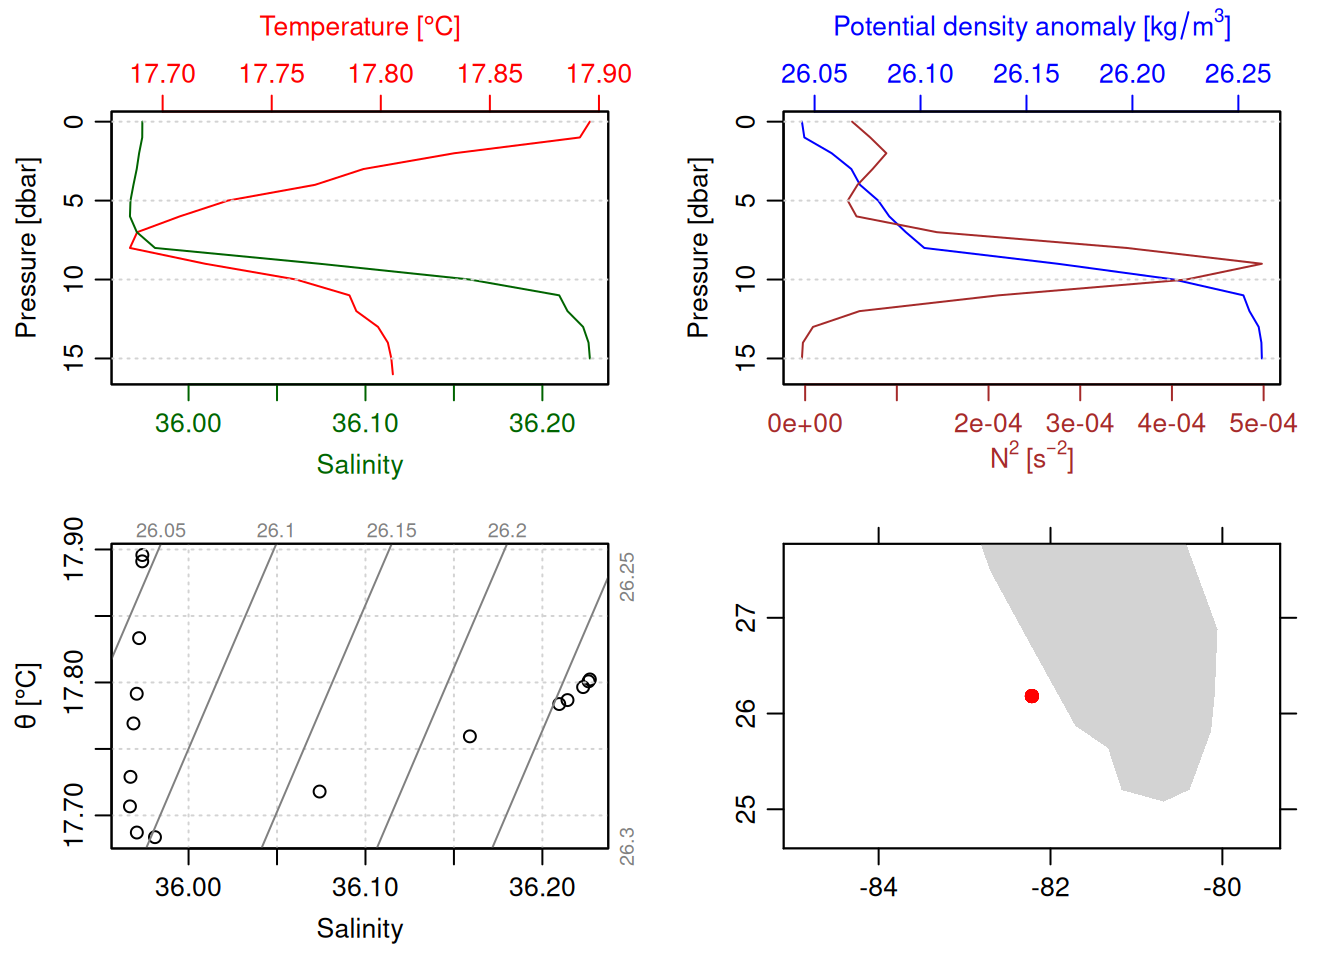 Temperature [°C]
17.70 17.75 17.80 17.85 17.90
Pressure [dbar]
0
5
10
15
36.00 36.10 36.20
Salinity
Potential density anomaly [kg/m³]
26.05 26.10 26.15 26.20 26.25
Pressure [dbar]
0
5
10
15
0e+00 2e-04 3e-04 4e-04 5e-04
N² [s⁻²]
26.05 26.1 26.15 26.2
26.25
26.3
θ [°C]
17.90
17.80
17.70
36.00 36.10 36.20
Salinity
27
26
25
-84 -82 -80